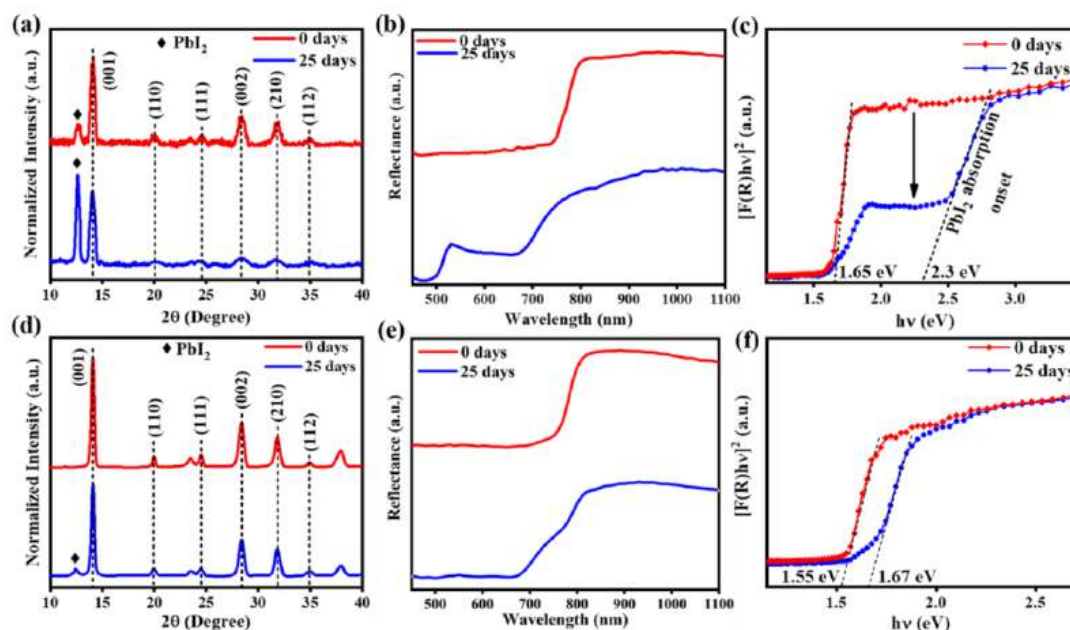 (a)
◆ PbI₂
0 days
25 days
(001)
(110)
(111)
(002)
(210)
(112)
Normalized Intensity (a.u.)
10 15 20 25 30 35 40
2θ (Degree)
(b)
0 days
25 days
Reflectance (a.u.)
500 600 700 800 900 1000 1100
Wavelength (nm)
(c)
0 days
25 days
[F(R)hν]² (a.u.)
PbI₂ absorption
onset
1.65 eV
2.3 eV
1.5 2.0 2.5 3.0
hν (eV)
(d)
◆ PbI₂
0 days
25 days
(001)
(110)
(111)
(002)
(210)
(112)
Normalized Intensity (a.u.)
10 15 20 25 30 35 40
2θ (Degree)
(e)
0 days
25 days
Reflectance (a.u.)
500 600 700 800 900 1000 1100
Wavelength (nm)
(f)
0 days
25 days
[F(R)hν]² (a.u.)
1.55 eV
1.67 eV
1.5 2.0 2.5
hν (eV)